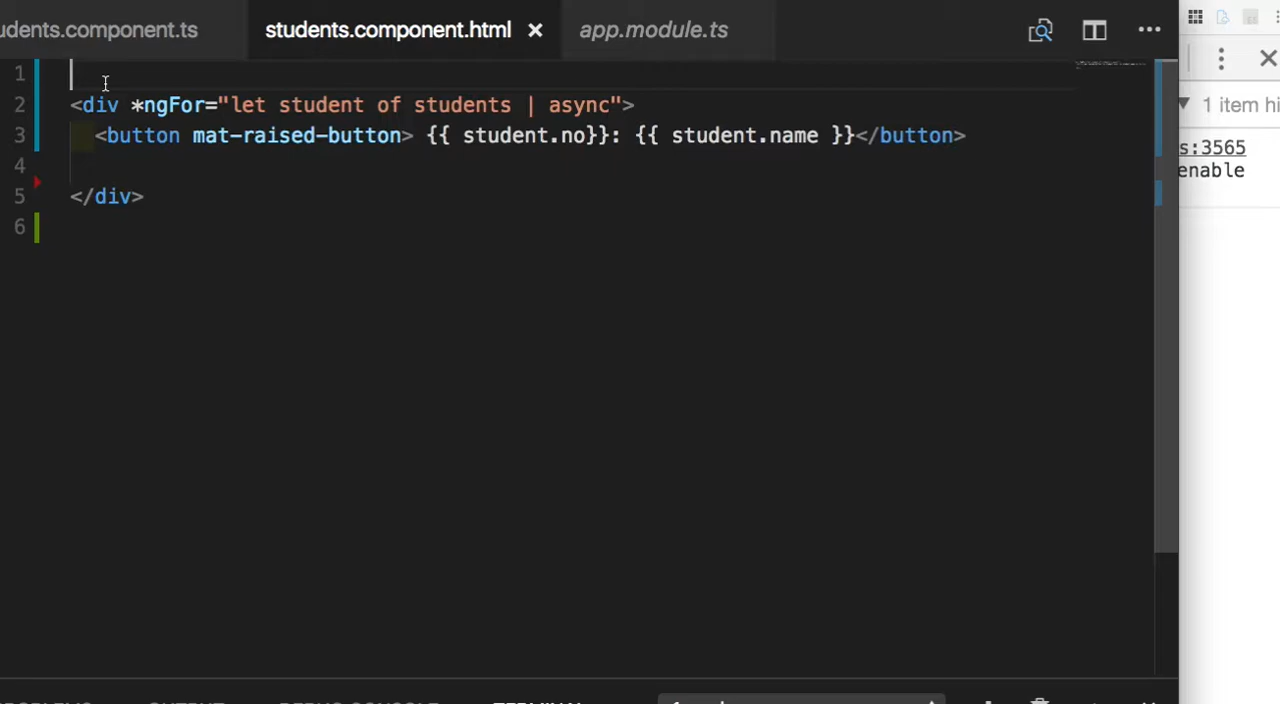 udents.component.ts students.component.html app.module.ts
1
2 <div *ngFor="let student of students | async">
3 <button mat-raised-button> {{ student.no}}: {{ student.name }}</button>
4
5 </div>
6
1 item hi
s:3565
enable
TERMINAL